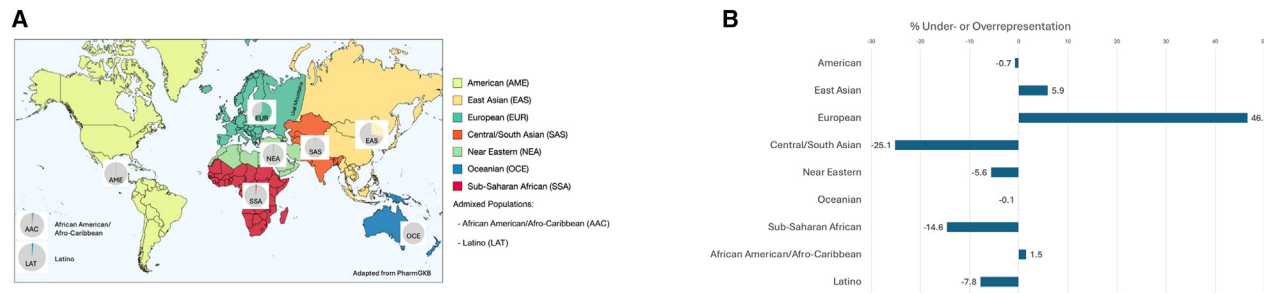 A
Ural Mountains
EUR
EAS
NEA
SAS
AME
SSA
OCE
AAC
African American/
Afro-Caribbean
LAT
Latino
Adapted from PharmGKB
American (AME)
East Asian (EAS)
European (EUR)
Central/South Asian (SAS)
Near Eastern (NEA)
Oceanian (OCE)
Sub-Saharan African (SSA)
Admixed Populations:
- African American/Afro-Caribbean (AAC)
- Latino (LAT)
B
% Under- or Overrepresentation
-30 -20 -10 0 10 20 30 40
American -0.7
East Asian 5.9
European 46.
Central/South Asian -25.1
Near Eastern -5.6
Oceanian -0.1
Sub-Saharan African -14.6
African American/Afro-Caribbean 1.5
Latino -7.8